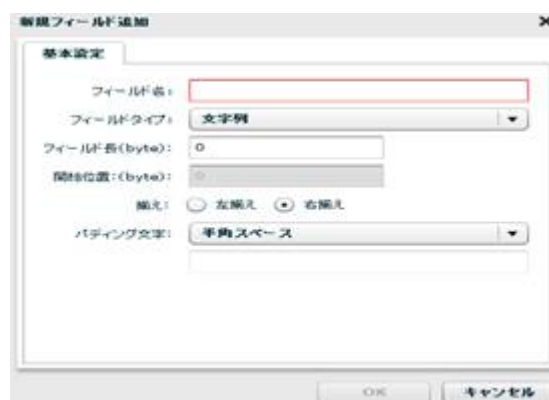 新規フィールド追加
基本設定
フィールド名:
フィールドタイプ: 文字列
フィールド長(byte): 0
開始位置:(byte): 0
揃え: 左揃え 右揃え
パディング文字: 半角スペース
OK キャンセル